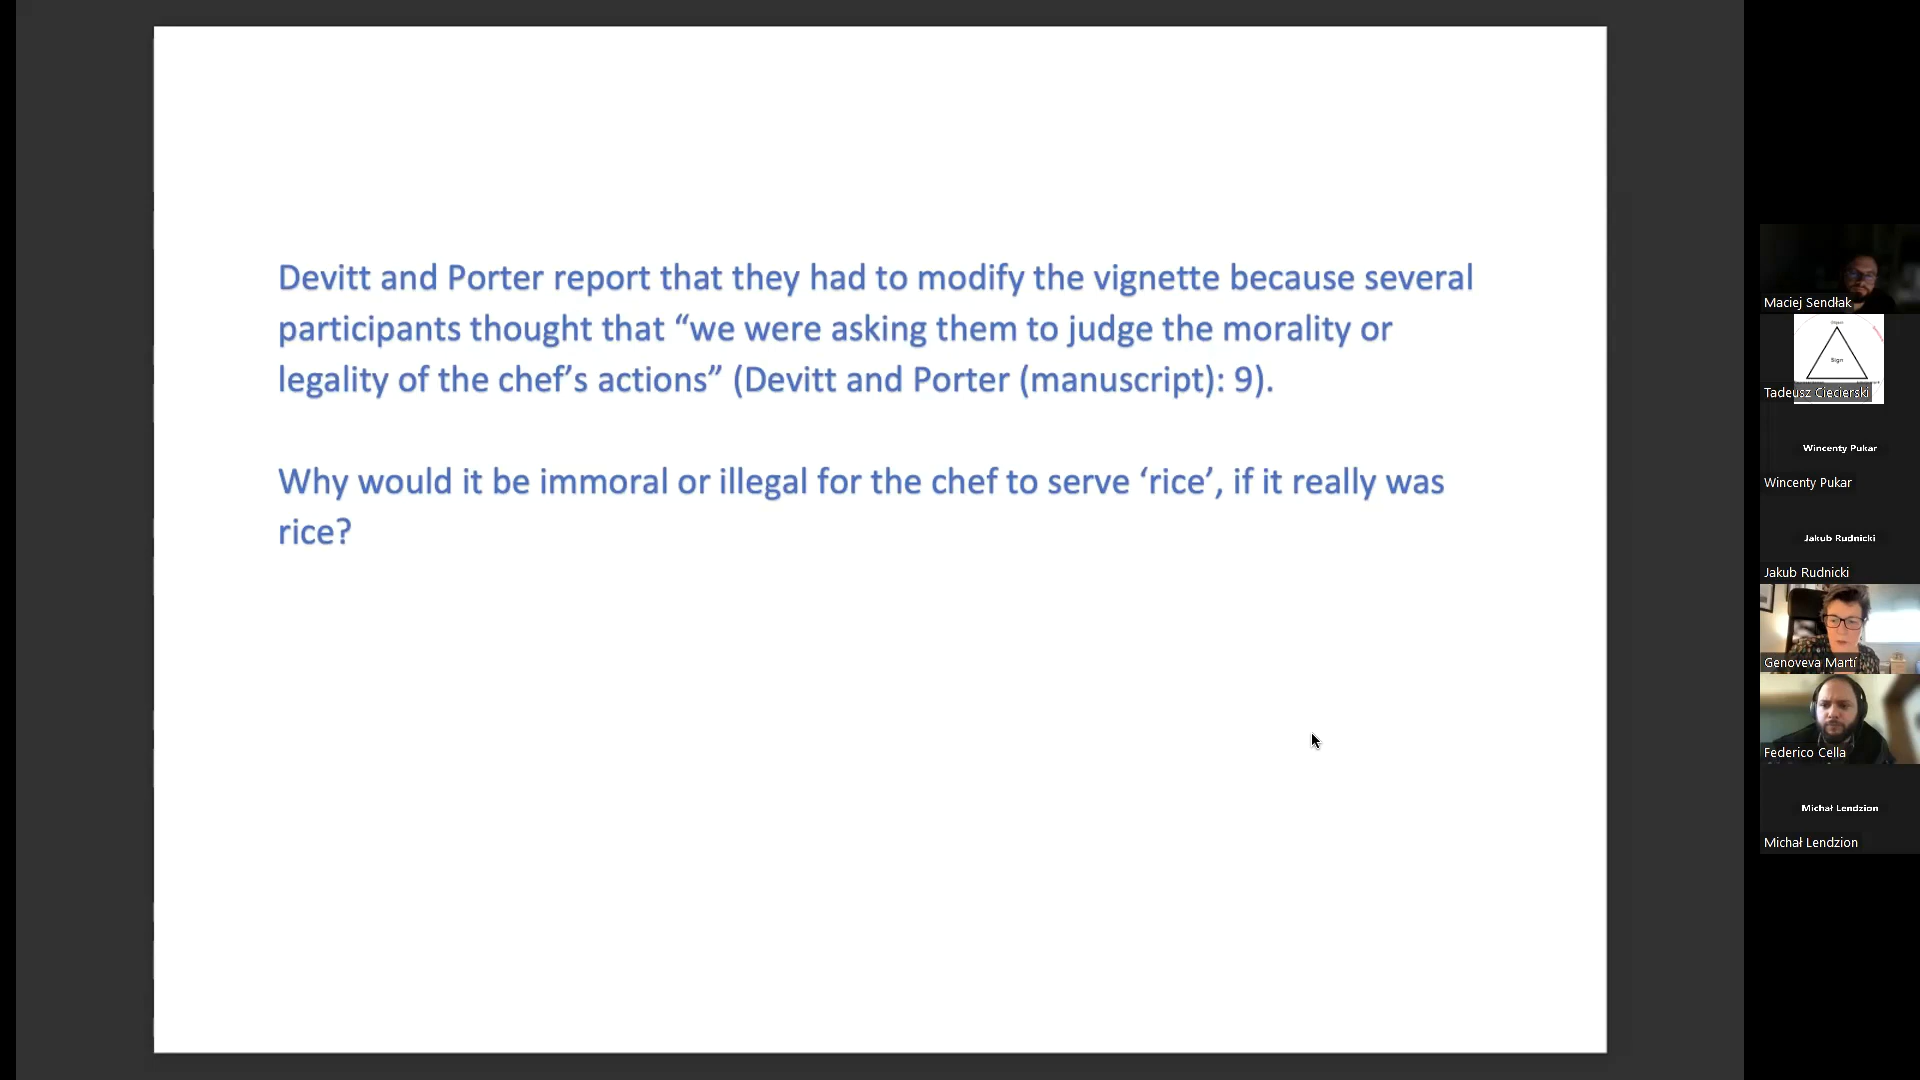 Devitt and Porter report that they had to modify the vignette because several
participants thought that “we were asking them to judge the morality or
legality of the chef’s actions” (Devitt and Porter (manuscript): 9).
Why would it be immoral or illegal for the chef to serve ‘rice’, if it really was
rice?
Maciej Sendłak
Object
Sign
Tadeusz Ciecierski
Wincenty Pukar
Wincenty Pukar
Jakub Rudnicki
Jakub Rudnicki
Genoveva Martí
Federico Cella
Michał Lendzion
Michał Lendzion